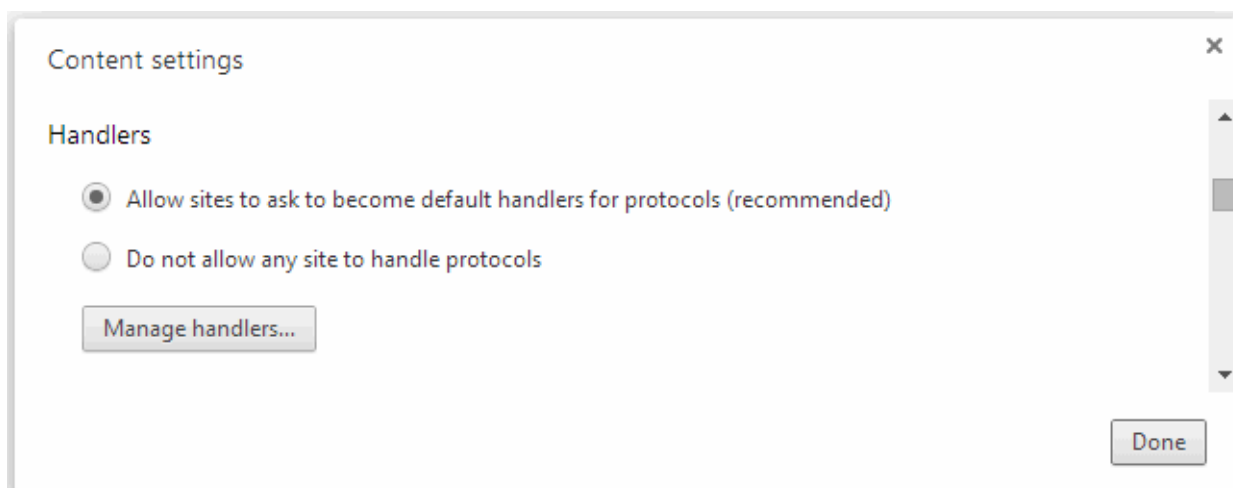 Content settings
Handlers
Allow sites to ask to become default handlers for protocols (recommended)
Do not allow any site to handle protocols
Manage handlers...
Done